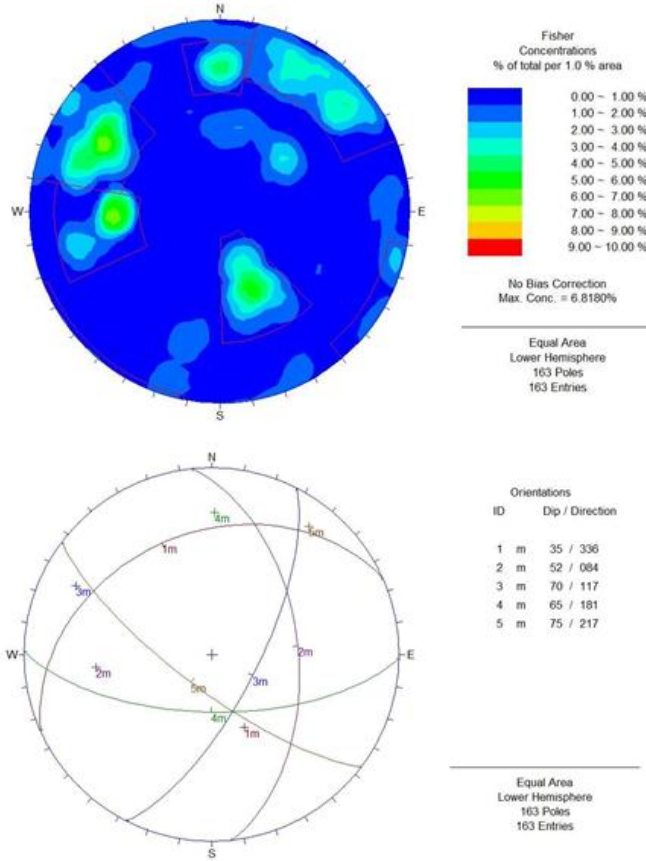 N
W
E
S
Fisher
Concentrations
% of total per 1.0 % area
0.00 ~ 1.00 %
1.00 ~ 2.00 %
2.00 ~ 3.00 %
3.00 ~ 4.00 %
4.00 ~ 5.00 %
5.00 ~ 6.00 %
6.00 ~ 7.00 %
7.00 ~ 8.00 %
8.00 ~ 9.00 %
9.00 ~ 10.00 %
No Bias Correction
Max. Conc. = 6.8180%
Equal Area
Lower Hemisphere
163 Poles
163 Entries
N
4m
5m
1m
3m
W
E
2m
2m
3m
5m
4m
1m
S
Orientations
ID Dip / Direction
1 m 35 / 336
2 m 52 / 084
3 m 70 / 117
4 m 65 / 181
5 m 75 / 217
Equal Area
Lower Hemisphere
163 Poles
163 Entries